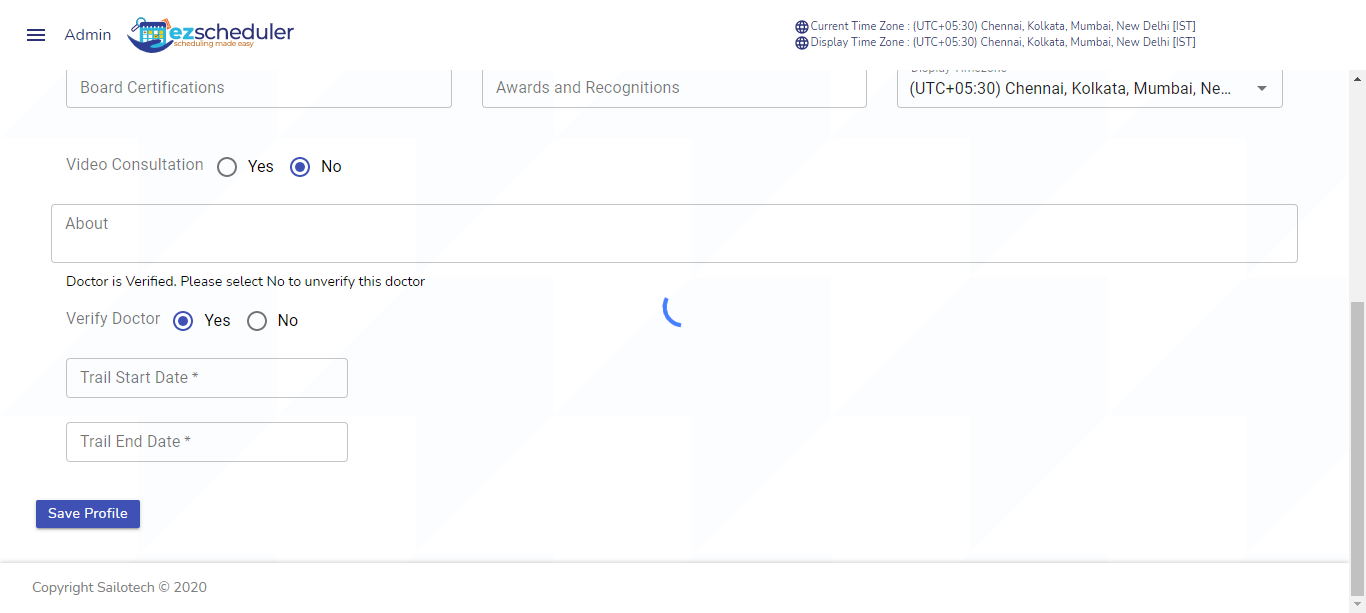 Admin
ezscheduler
scheduling made easy
Current Time Zone : (UTC+05:30) Chennai, Kolkata, Mumbai, New Delhi [IST]
Display Time Zone : (UTC+05:30) Chennai, Kolkata, Mumbai, New Delhi [IST]
Board Certifications
Awards and Recognitions
Display Timezone
(UTC+05:30) Chennai, Kolkata, Mumbai, Ne...
Video Consultation Yes No
About
Doctor is Verified. Please select No to unverify this doctor
Verify Doctor Yes No
Trail Start Date *
Trail End Date *
Save Profile
Copyright Sailotech © 2020